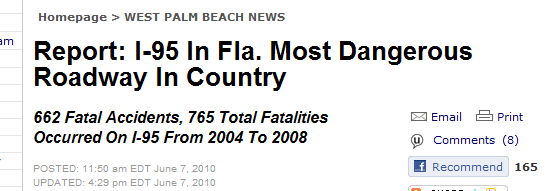 Homepage > WEST PALM BEACH NEWS
am
Report: I-95 In Fla. Most Dangerous
Roadway In Country
662 Fatal Accidents, 765 Total Fatalities
Occurred On I-95 From 2004 To 2008
Email Print
Comments (8)
f Recommend 165
POSTED: 11:50 am EDT June 7, 2010
UPDATED: 4:29 pm EDT June 7, 2010